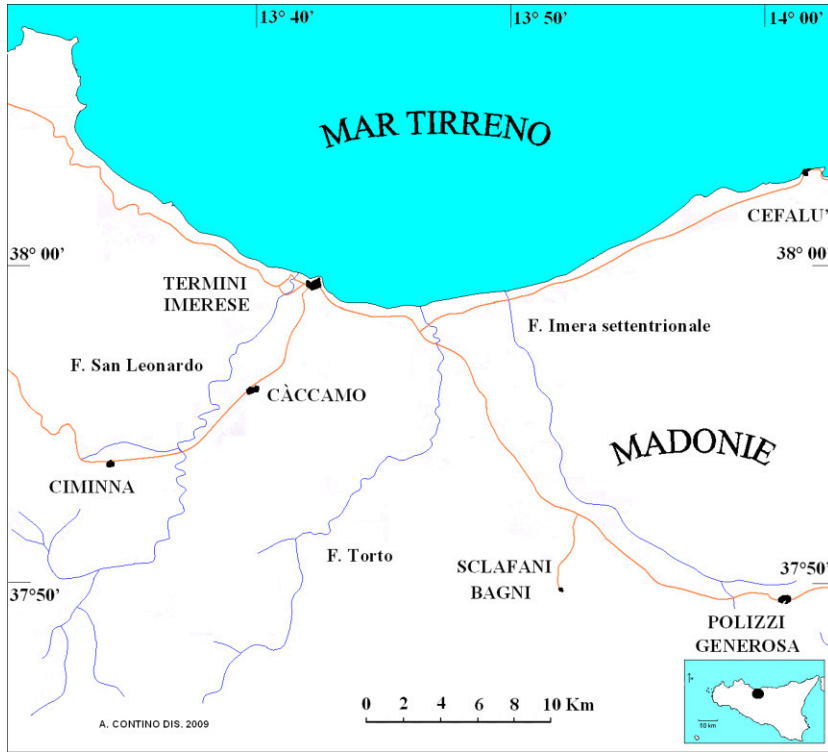 13° 40’
13° 50’
14° 00’
MAR TIRRENO
CEFALU’
38° 00’
38° 00’
TERMINI
IMERESE
F. Imera settentrionale
F. San Leonardo
CÀCCAMO
MADONIE
CIMINNA
F. Torto
SCLAFANI
BAGNI
37°50’
37°50’
POLIZZI
GENEROSA
0 2 4 6 8 10 Km
A. CONTINO DIS. 2009